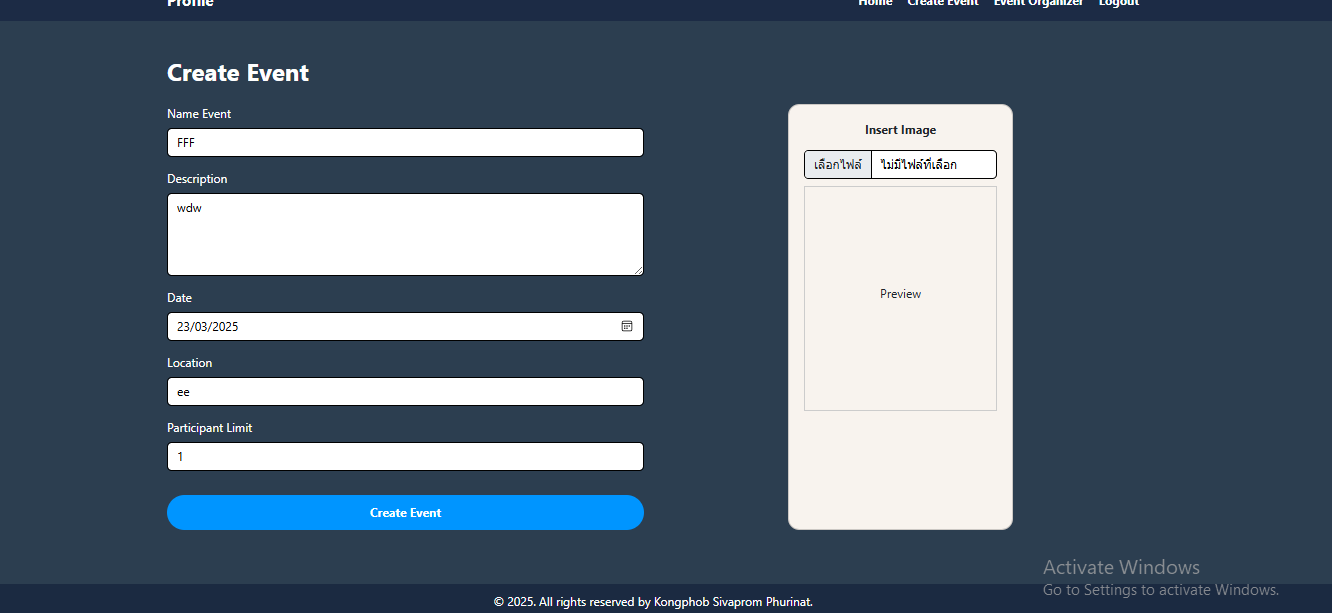 Profile
Home Create Event Event Organizer Logout
Create Event
Name Event
FFF
Description
wdw
Date
23/03/2025
Location
ee
Participant Limit
1
Create Event
Insert Image
เลือกไฟล์ ไม่มีไฟล์ที่เลือก
Preview
Activate Windows
Go to Settings to activate Windows.
© 2025. All rights reserved by Kongphob Sivaprom Phurinat.